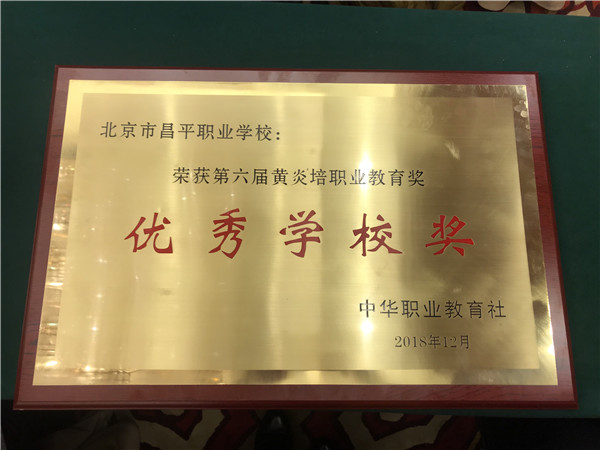 北京市昌平职业学校：
荣获第六届黄炎培职业教育奖
优秀学校奖
中华职业教育社
2018年12月